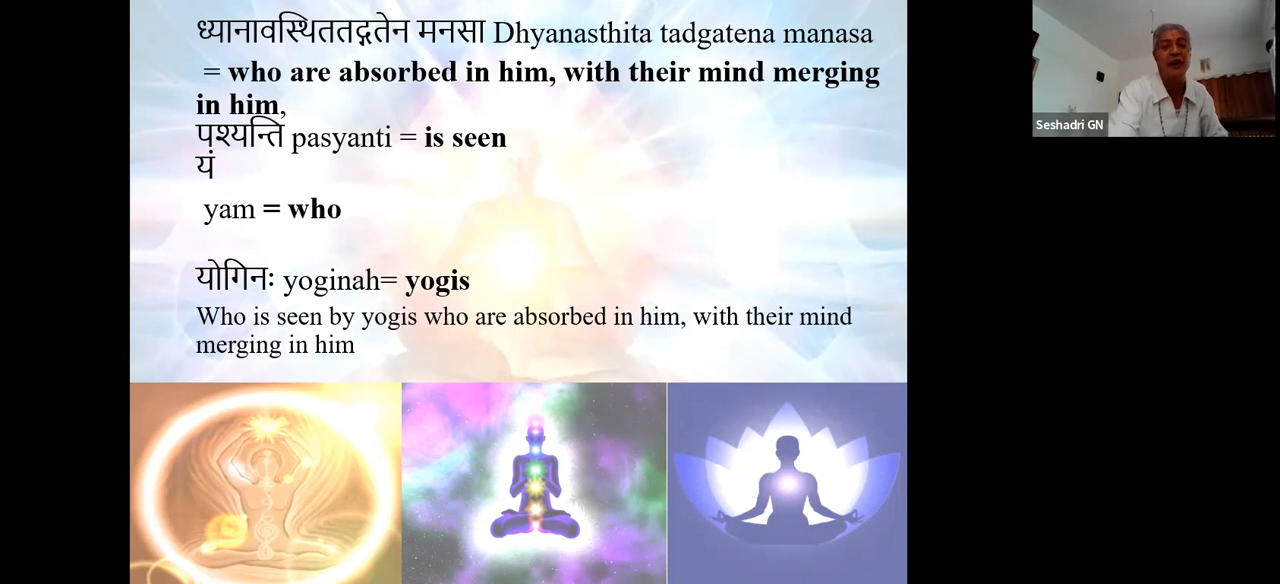 ध्यानावस्थिततद्गतेन मनसा Dhyanasthita tadgatena manasa
= who are absorbed in him, with their mind merging
in him,
पश्यन्ति pasyanti = is seen
यं
yam = who
योगिनः yoginah= yogis
Who is seen by yogis who are absorbed in him, with their mind
merging in him
Seshadri GN